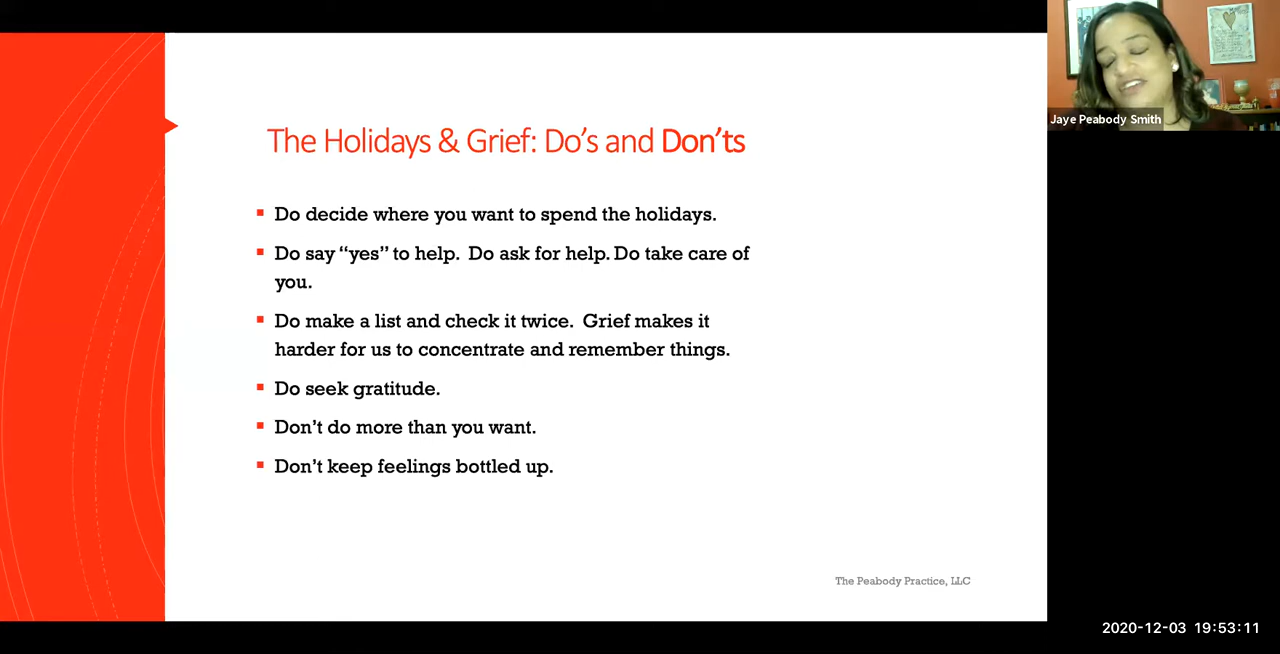 The Holidays & Grief: Do's and Don'ts
Jaye Peabody Smith
Do decide where you want to spend the holidays.
Do say “yes” to help.  Do ask for help. Do take care of
you.
Do make a list and check it twice.  Grief makes it
harder for us to concentrate and remember things.
Do seek gratitude.
Don’t do more than you want.
Don’t keep feelings bottled up.
The Peabody Practice, LLC
2020-12-03 19:53:11